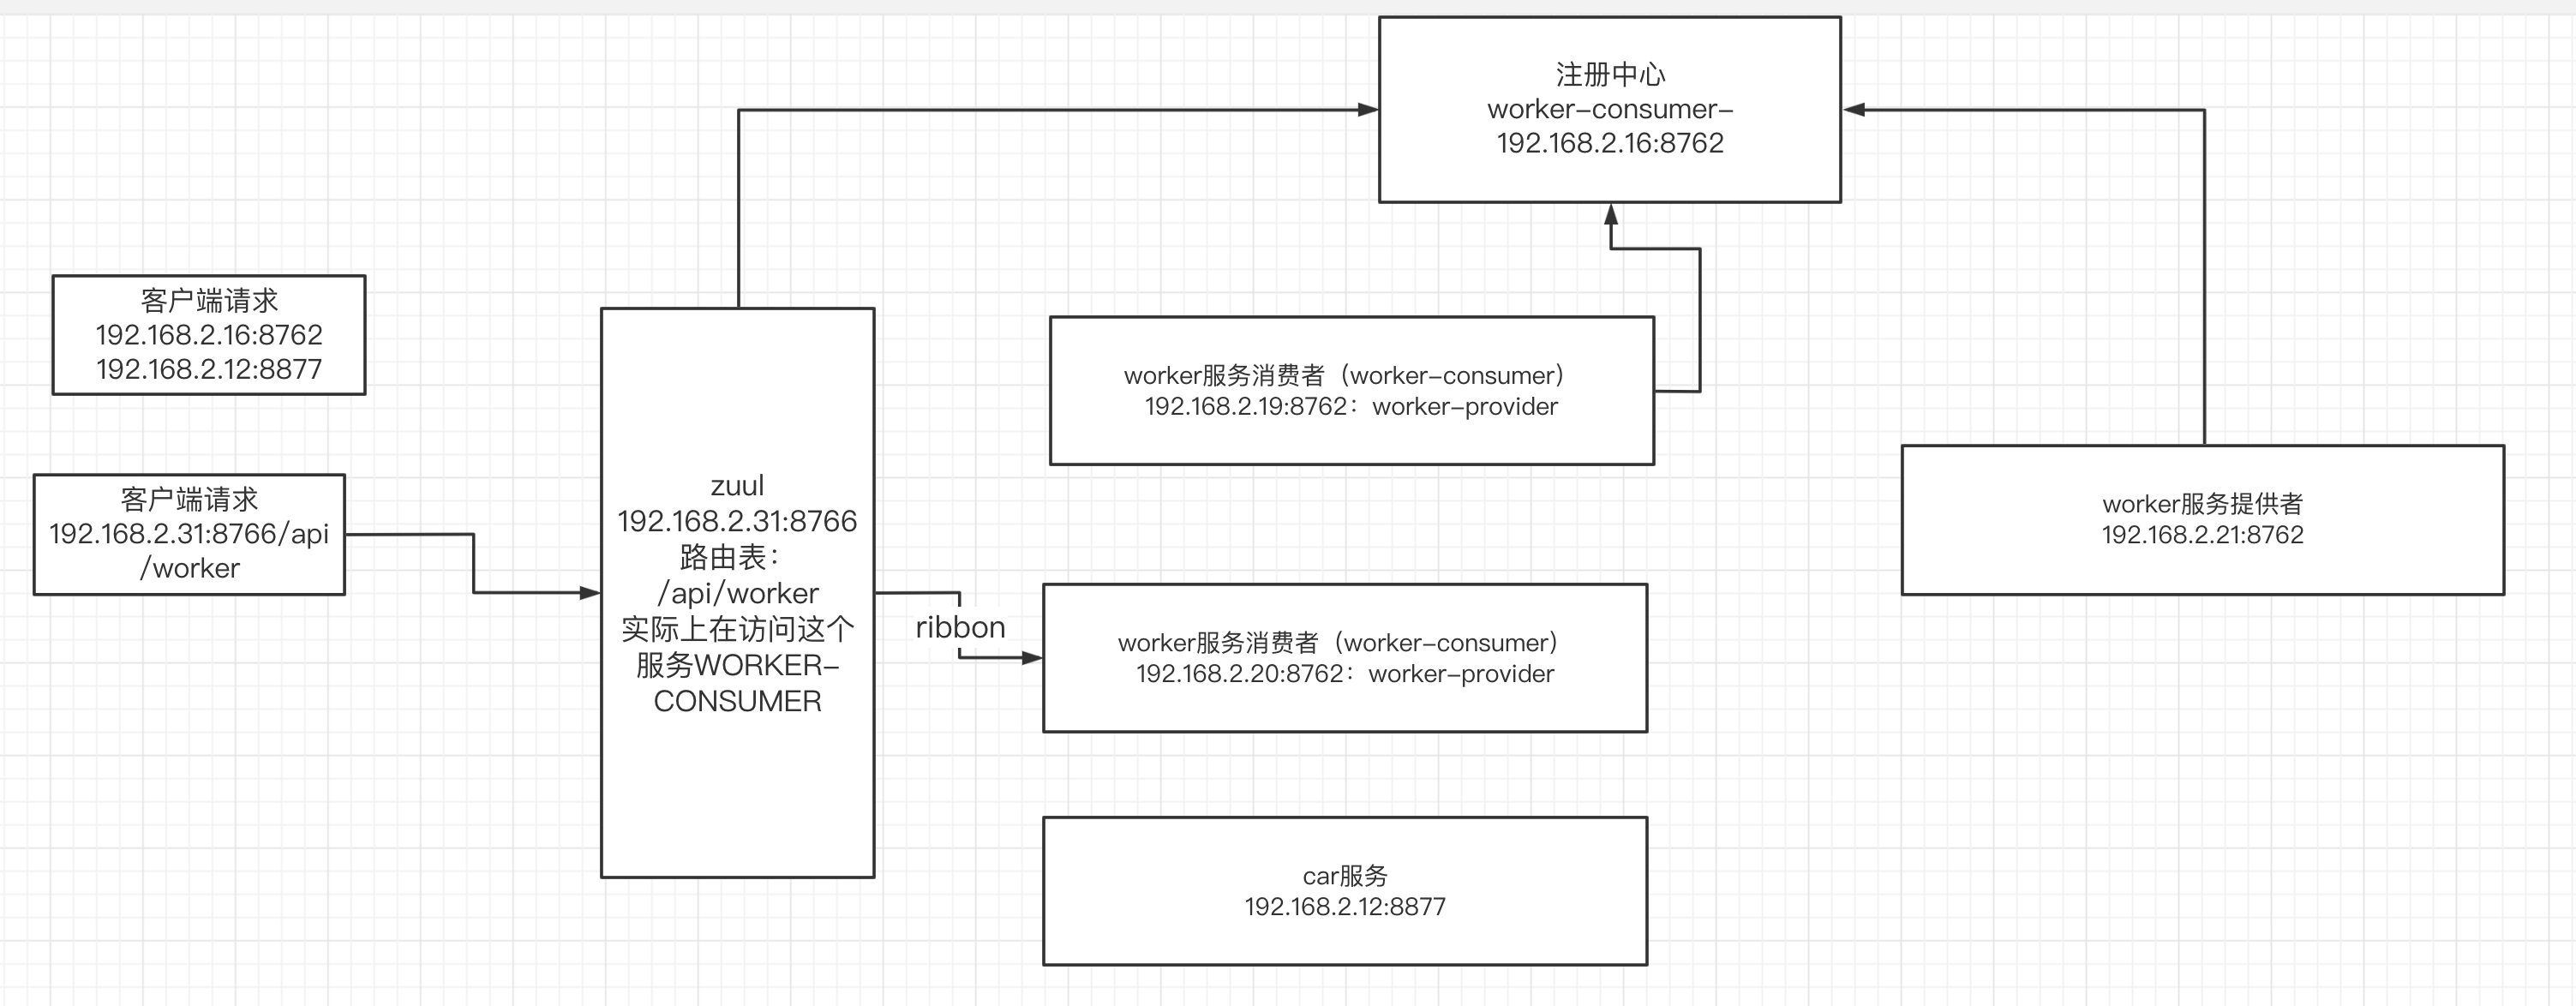 注册中心
worker-consumer-
192.168.2.16:8762
客户端请求
192.168.2.16:8762
192.168.2.12:8877
客户端请求
192.168.2.31:8766/api
/worker
zuul
192.168.2.31:8766
路由表：
/api/worker
实际上在访问这个
服务WORKER-
CONSUMER
ribbon
worker服务消费者（worker-consumer）
192.168.2.19:8762：worker-provider
worker服务消费者（worker-consumer）
192.168.2.20:8762：worker-provider
car服务
192.168.2.12:8877
worker服务提供者
192.168.2.21:8762